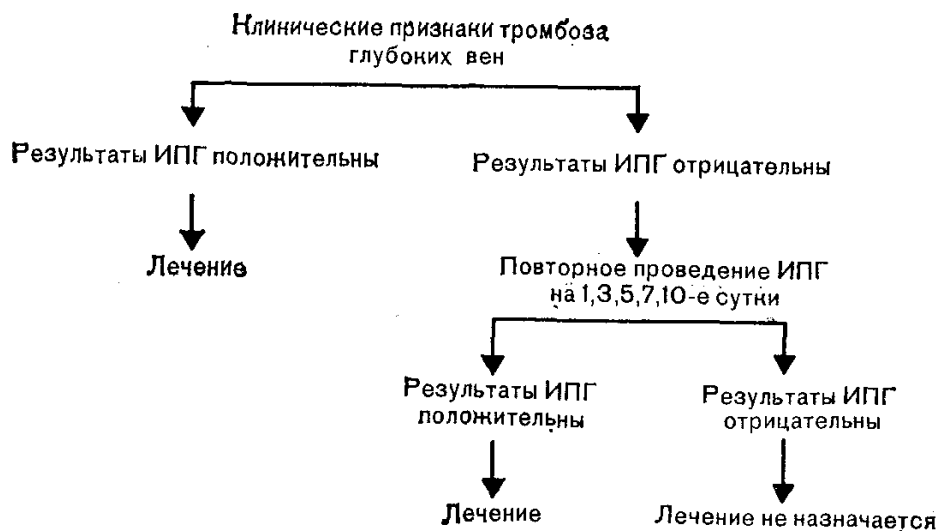 Клинические признаки тромбоза
глубоких вен
Результаты ИПГ положительны
Результаты ИПГ отрицательны
Лечение
Повторное проведение ИПГ
на 1,3,5,7,10-е сутки
Результаты ИПГ
положительны
Результаты ИПГ
отрицательны
Лечение
Лечение не назначается